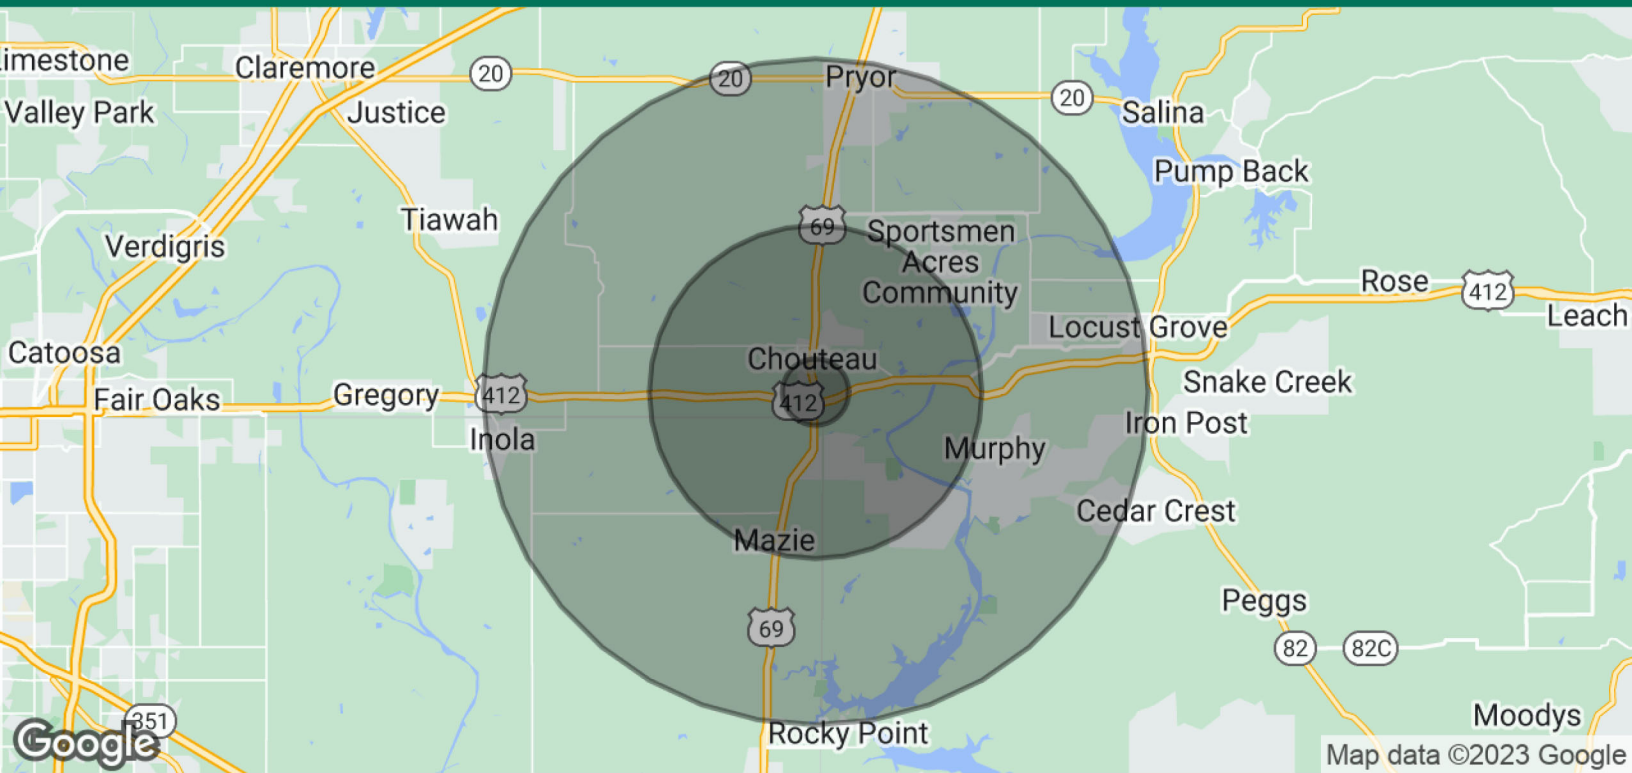 Limestone
Claremore
20
20
Pryor
20
Valley Park
Justice
Salina
Pump Back
Tiawah
69
Sportsmen
Acres
Community
Verdigris
Rose
412
Leach
Locust Grove
Catoosa
Chouteau
Snake Creek
Fair Oaks
Gregory
412
412
Iron Post
Inola
Murphy
Cedar Crest
Mazie
Peggs
69
82
82C
351
Moodys
Rocky Point
Google
Map data ©2023 Google